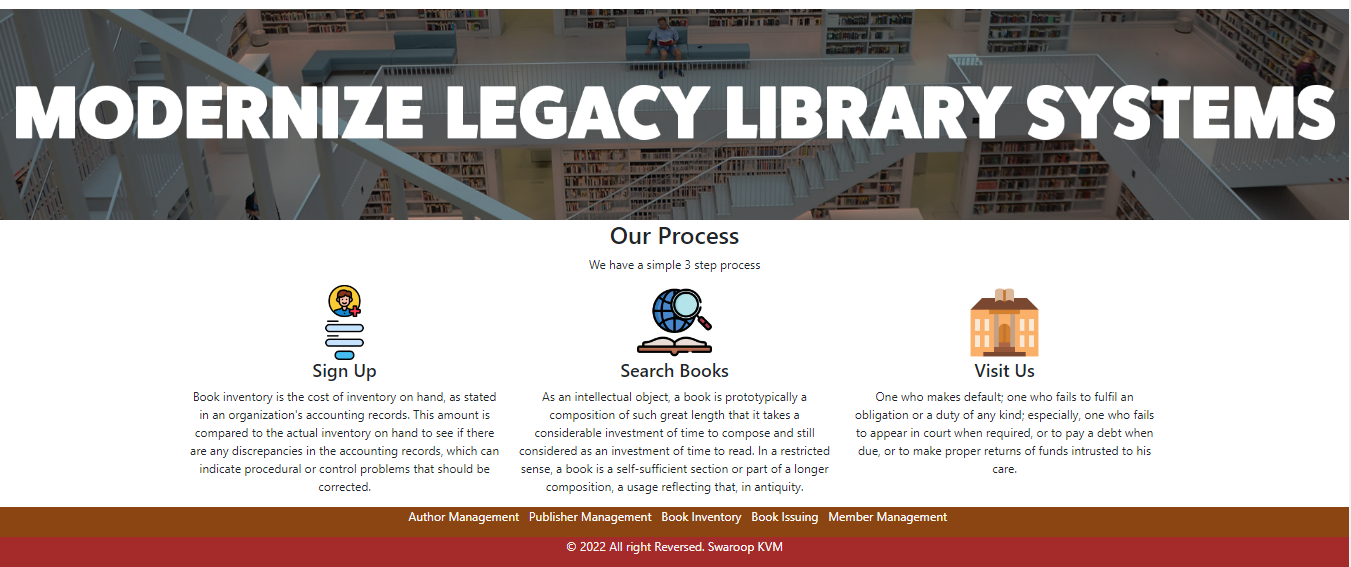 MODERNIZE LEGACY LIBRARY SYSTEMS
Our Process
We have a simple 3 step process
Sign Up
Book inventory is the cost of inventory on hand, as stated
in an organization's accounting records. This amount is
compared to the actual inventory on hand to see if there
are any discrepancies in the accounting records, which can
indicate procedural or control problems that should be
corrected.
Search Books
As an intellectual object, a book is prototypically a
composition of such great length that it takes a
considerable investment of time to compose and still
considered as an investment of time to read. In a restricted
sense, a book is a self-sufficient section or part of a longer
composition, a usage reflecting that, in antiquity.
Visit Us
One who makes default; one who fails to fulfil an
obligation or a duty of any kind; especially, one who fails
to appear in court when required, or to pay a debt when
due, or to make proper returns of funds intrusted to his
care.
Author Management Publisher Management Book Inventory Book Issuing Member Management
© 2022 All right Reversed. Swaroop KVM